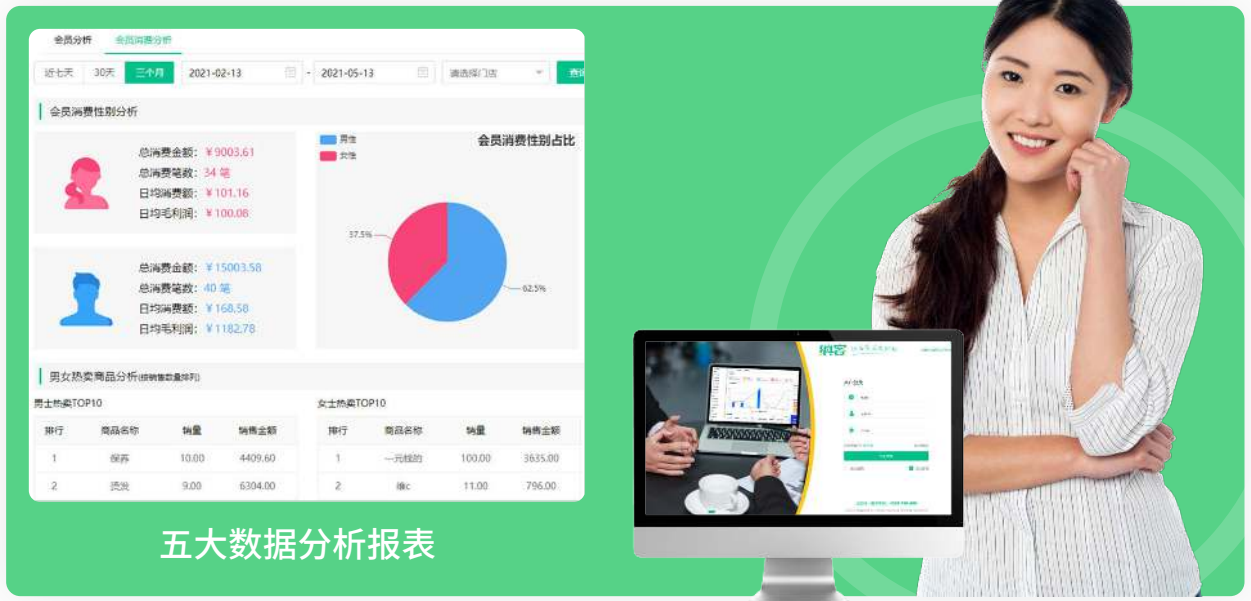 会员分析 会员消费分析
近七天 30天 三个月 2021-02-13 - 2021-05-13 请选择门店
会员消费性别分析
总消费金额：￥9003.61
总消费笔数：34 笔
日均消费额：￥101.16
日均毛利润：￥100.08
男性
女性
会员消费性别占比
37.5%
62.5%
总消费金额：￥15003.58
总消费笔数：40 笔
日均消费额：￥168.58
日均毛利润：￥1182.78
男女热卖商品分析(按销售数量排列)
男士热卖TOP10
排行 商品名称 销量 销售金额
1 保养 10.00 4409.60
2 烫发 9.00 6304.00
女士热卖TOP10
排行 商品名称 销量 销售金额
1 一元钱的 100.00 3635.00
2 维c 11.00 796.00
五大数据分析报表
纳客